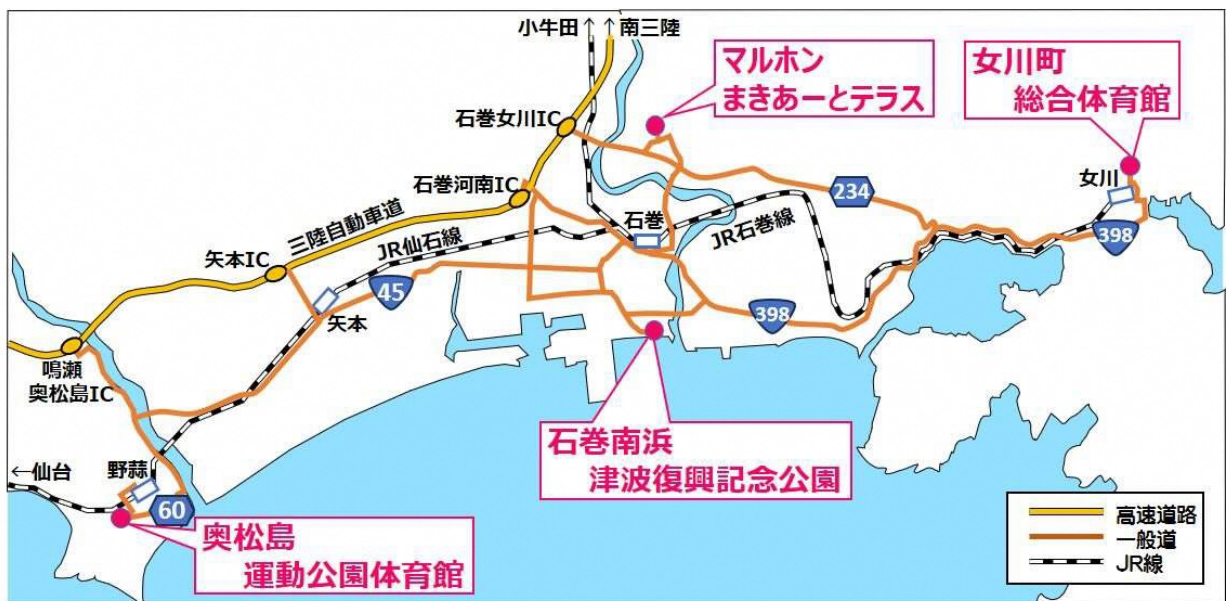 小牛田
南三陸
マルホン
まきあーとテラス
女川町
総合体育館
石巻女川IC
石巻河南IC
三陸自動車道
JR仙石線
石巻
JR石巻線
234
女川
398
矢本IC
45
矢本
398
鳴瀬
奥松島IC
石巻南浜
津波復興記念公園
←仙台
野蒜
60
奥松島
運動公園体育館
高速道路
一般道
JR線